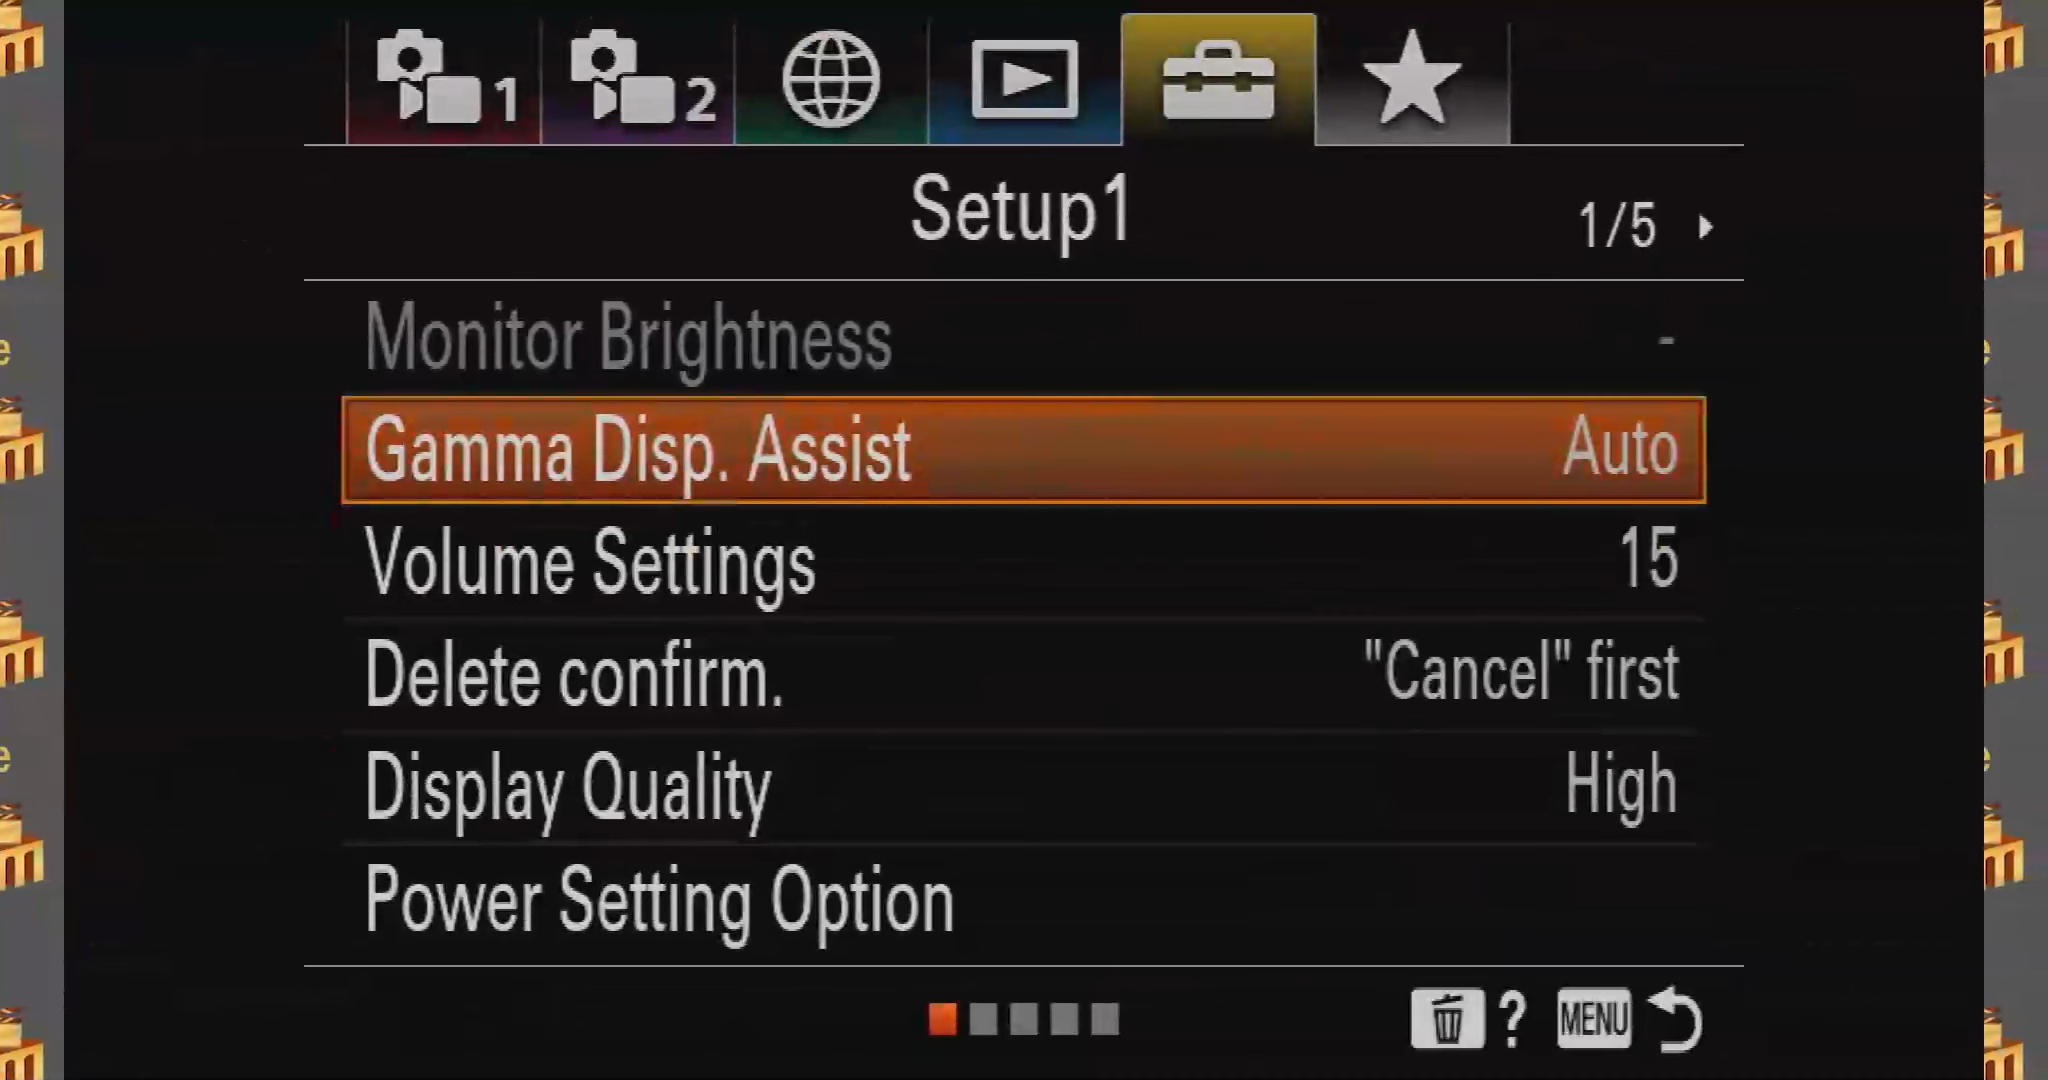 1 2
Setup1
1/5
Monitor Brightness -
Gamma Disp. Assist Auto
Volume Settings 15
Delete confirm. "Cancel" first
Display Quality High
Power Setting Option
? MENU